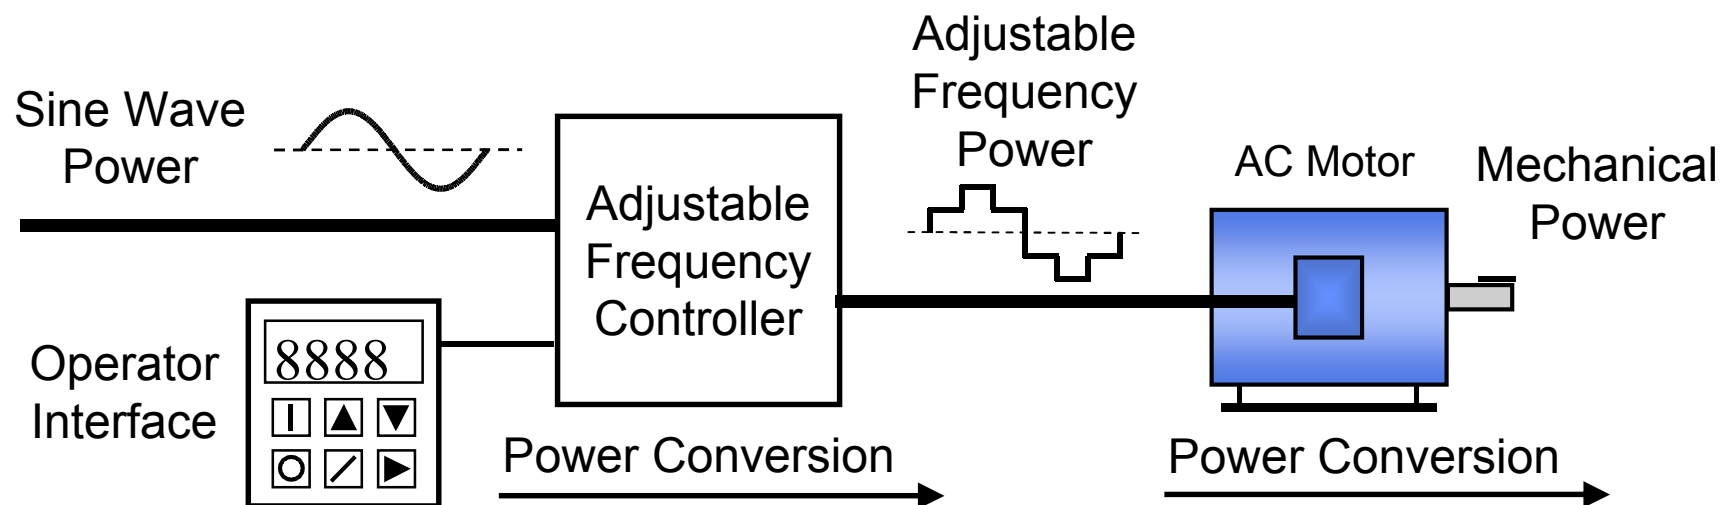 Sine Wave
Power
Adjustable
Frequency
Controller
Adjustable
Frequency
Power
AC Motor
Mechanical
Power
Operator
Interface
8888
Power Conversion
Power Conversion